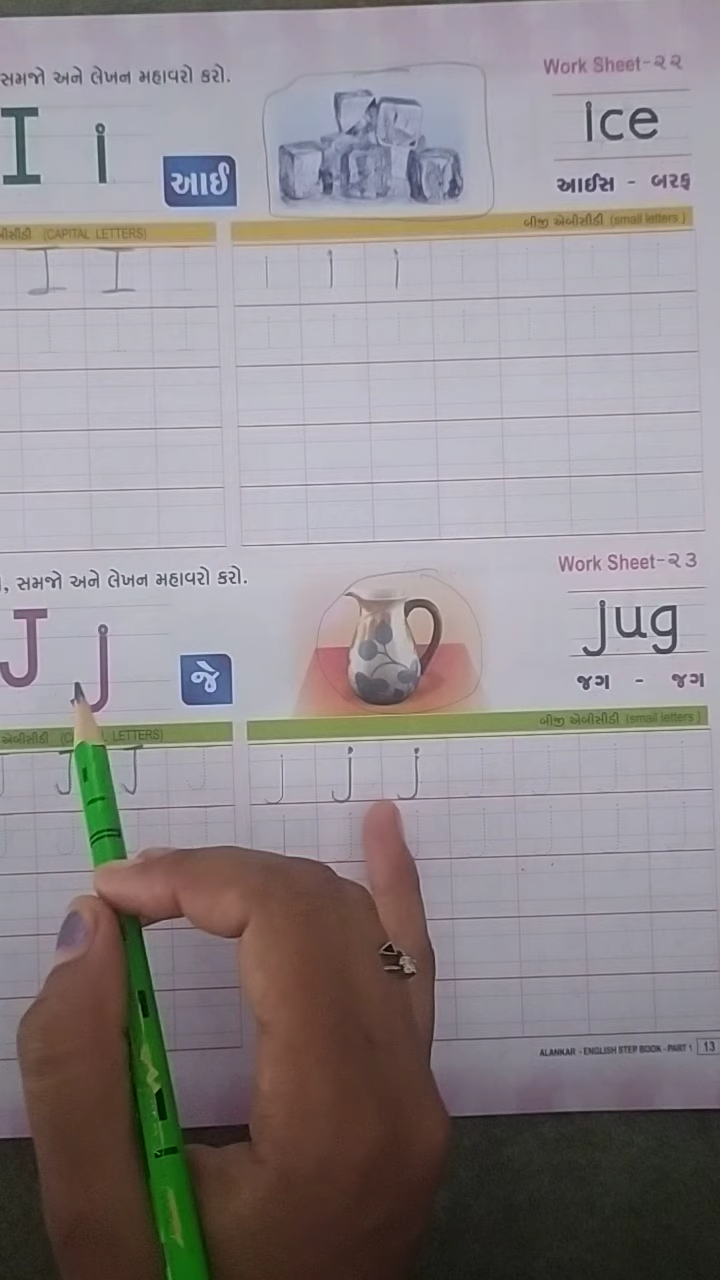 સમજો અને લેખન મહાવરો કરો.
Work Sheet-૨૨
I i
આઈ
ice
આઈસ - બરફ
(CAPITAL LETTERS)
બીજી એબીસીડી (small letters)
I I
i i i
, સમજો અને લેખન મહાવરો કરો.
Work Sheet-૨૩
J j
જે
jug
જગ - જગ
એબીસીડી LETTERS)
બીજી એબીસીડી (small letters)
J J
j j j
ALANKAR - ENGLISH STEP BOOK - PART 1 13